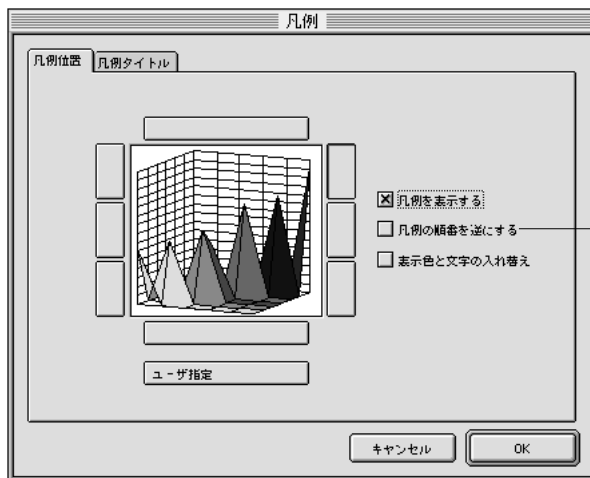 凡例
凡例位置
凡例タイトル
凡例を表示する
凡例の順番を逆にする
表示色と文字の入れ替え
ユーザ指定
キャンセル
OK